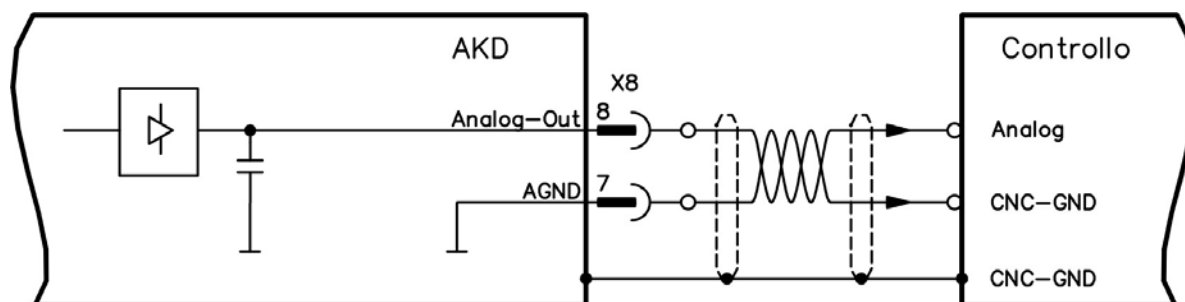 AKD
Controllo
X8
Analog-Out
8
Analog
AGND
7
CNC-GND
CNC-GND